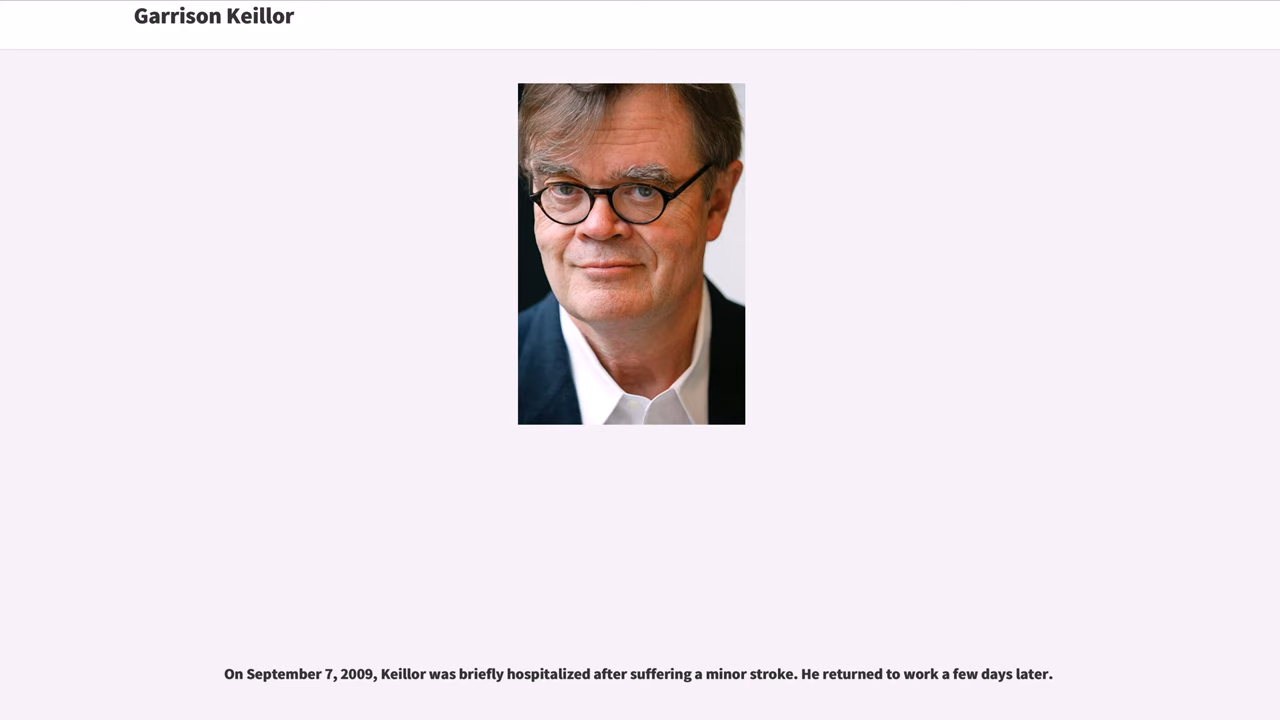 Garrison Keillor
On September 7, 2009, Keillor was briefly hospitalized after suffering a minor stroke. He returned to work a few days later.